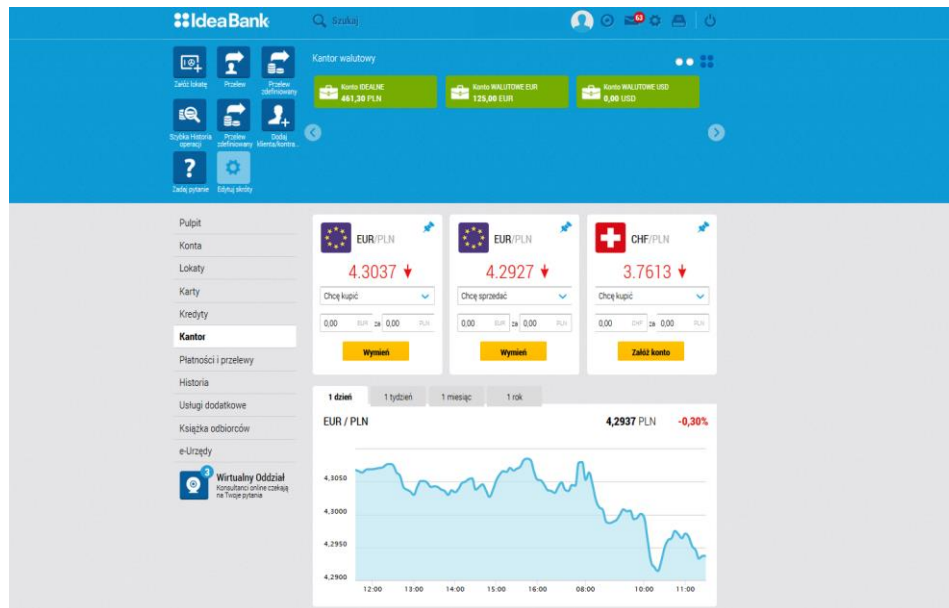 IdeaBank
Szukaj
63
Załóż lokatę
Przelew
Przelew
zdefiniowany
Szybka Historia
operacji
Przelew
zdefiniowany
Dodaj
klienta/kontra...
Zadaj pytanie
Edytuj skróty
Kantor walutowy
Konto IDEALNE
461,30 PLN
Konto WALUTOWE EUR
125,00 EUR
Konto WALUTOWE USD
0,00 USD
Pulpit
Konta
Lokaty
Karty
Kredyty
Kantor
Płatności i przelewy
Historia
Usługi dodatkowe
Książka odbiorców
e-Urzędy
3
Wirtualny Oddział
Konsultanci online czekają
na Twoje pytania
EUR/PLN
4.3037
Chcę kupić
0,00 EUR za 0,00 PLN
Wymień
EUR/PLN
4.2927
Chcę sprzedać
0,00 EUR za 0,00 PLN
Wymień
CHF/PLN
3.7613
Chcę kupić
0,00 CHF za 0,00 PLN
Załóż konto
1 dzień 1 tydzień 1 miesiąc 1 rok
EUR / PLN 4,2937 PLN -0,30%
4,3050
4,3000
4,2950
4,2900
12:00 13:00 14:00 15:00 16:00 08:00 10:00 11:00